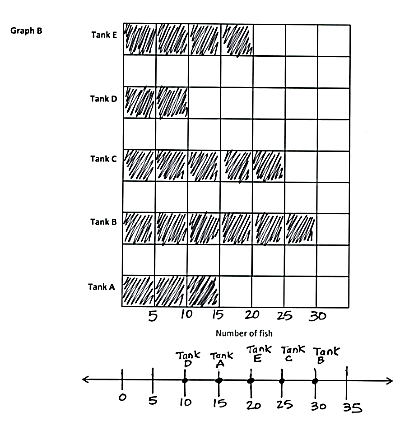 Graph B
Tank E
Tank D
Tank C
Tank B
Tank A
5 10 15 20 25 30
Number of fish
Tank D Tank A Tank E Tank C Tank B
0 5 10 15 20 25 30 35